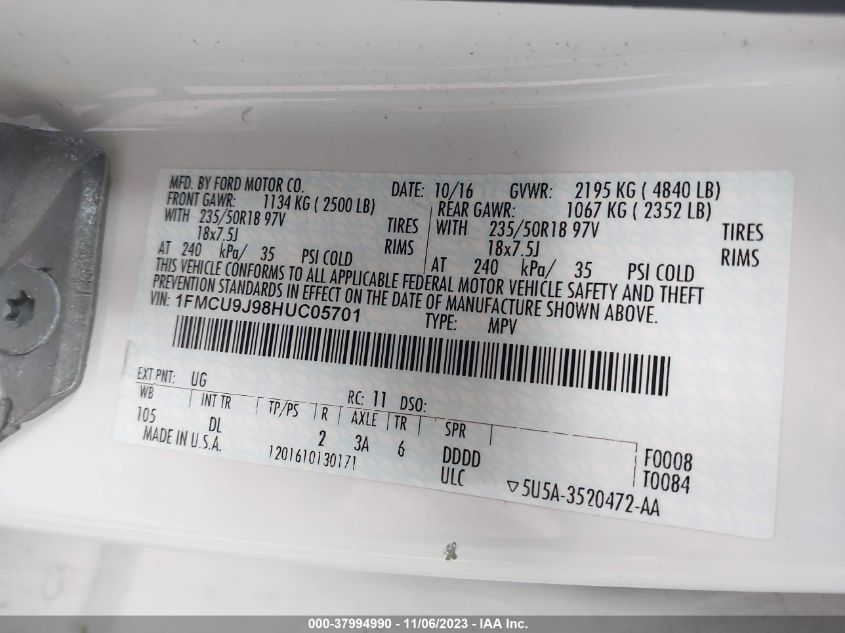 MFD. BY FORD MOTOR CO. DATE: 10/16 GVWR: 2195 KG ( 4840 LB)
FRONT GAWR: 1134 KG ( 2500 LB) REAR GAWR: 1067 KG ( 2352 LB)
WITH 235/50R18 97V TIRES WITH 235/50R18 97V TIRES
18x7.5J RIMS 18x7.5J RIMS
AT 240 kPa/ 35 PSI COLD AT 240 kPa/ 35 PSI COLD
THIS VEHICLE CONFORMS TO ALL APPLICABLE FEDERAL MOTOR VEHICLE SAFETY AND THEFT
PREVENTION STANDARDS IN EFFECT ON THE DATE OF MANUFACTURE SHOWN ABOVE.
VIN: 1FMCU9J98HUC05701 TYPE: MPV
EXT PNT: UG RC: 11 DSO:
WB INT TR TP/PS R AXLE TR SPR
105 DL 2 3A 6 DDDD F0008
MADE IN U.S.A. 1201610130171 ULC T0084
▽5U5A-3520472-AA
000-37994990 - 11/06/2023 - IAA Inc.